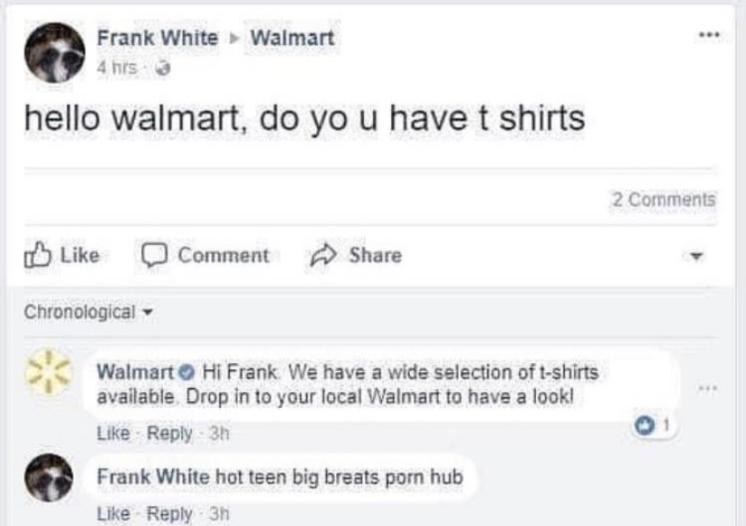 Frank White ▸ Walmart
4 hrs ·
hello walmart, do yo u have t shirts
2 Comments
Like Comment Share
Chronological
Walmart Hi Frank. We have a wide selection of t-shirts
available. Drop in to your local Walmart to have a look!
Like · Reply · 3h
1
Frank White hot teen big breats porn hub
Like · Reply · 3h